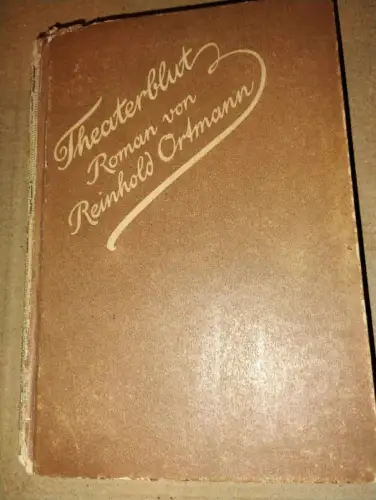 Theaterblut
Roman von
Reinhold Ortmann